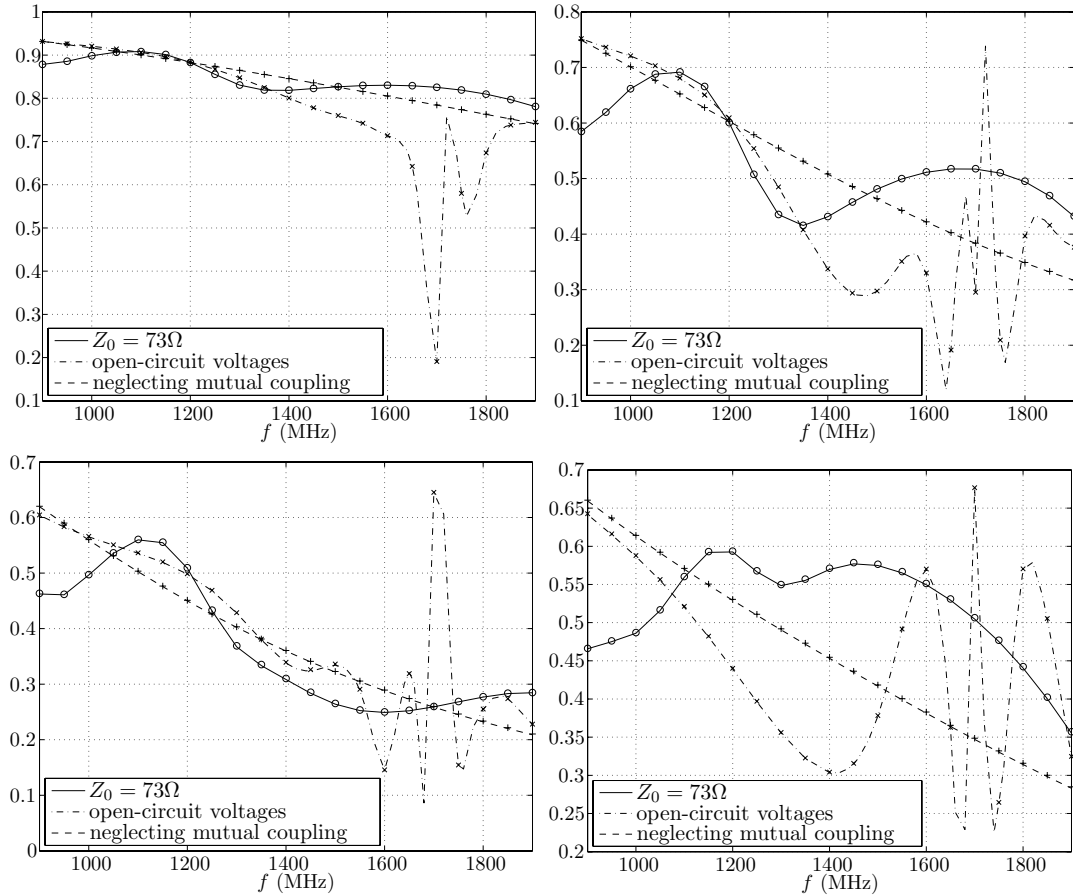 1
0.9
0.8
0.7
0.6
0.5
0.4
0.3
0.2
0.1
Z₀ = 73Ω
open-circuit voltages
neglecting mutual coupling
1000 1200 1400 1600 1800
f (MHz)
0.8
0.7
0.6
0.5
0.4
0.3
0.2
0.1
Z₀ = 73Ω
open-circuit voltages
neglecting mutual coupling
1000 1200 1400 1600 1800
f (MHz)
0.7
0.6
0.5
0.4
0.3
0.2
0.1
0
Z₀ = 73Ω
open-circuit voltages
neglecting mutual coupling
1000 1200 1400 1600 1800
f (MHz)
0.7
0.65
0.6
0.55
0.5
0.45
0.4
0.35
0.3
0.25
0.2
Z₀ = 73Ω
open-circuit voltages
neglecting mutual coupling
1000 1200 1400 1600 1800
f (MHz)